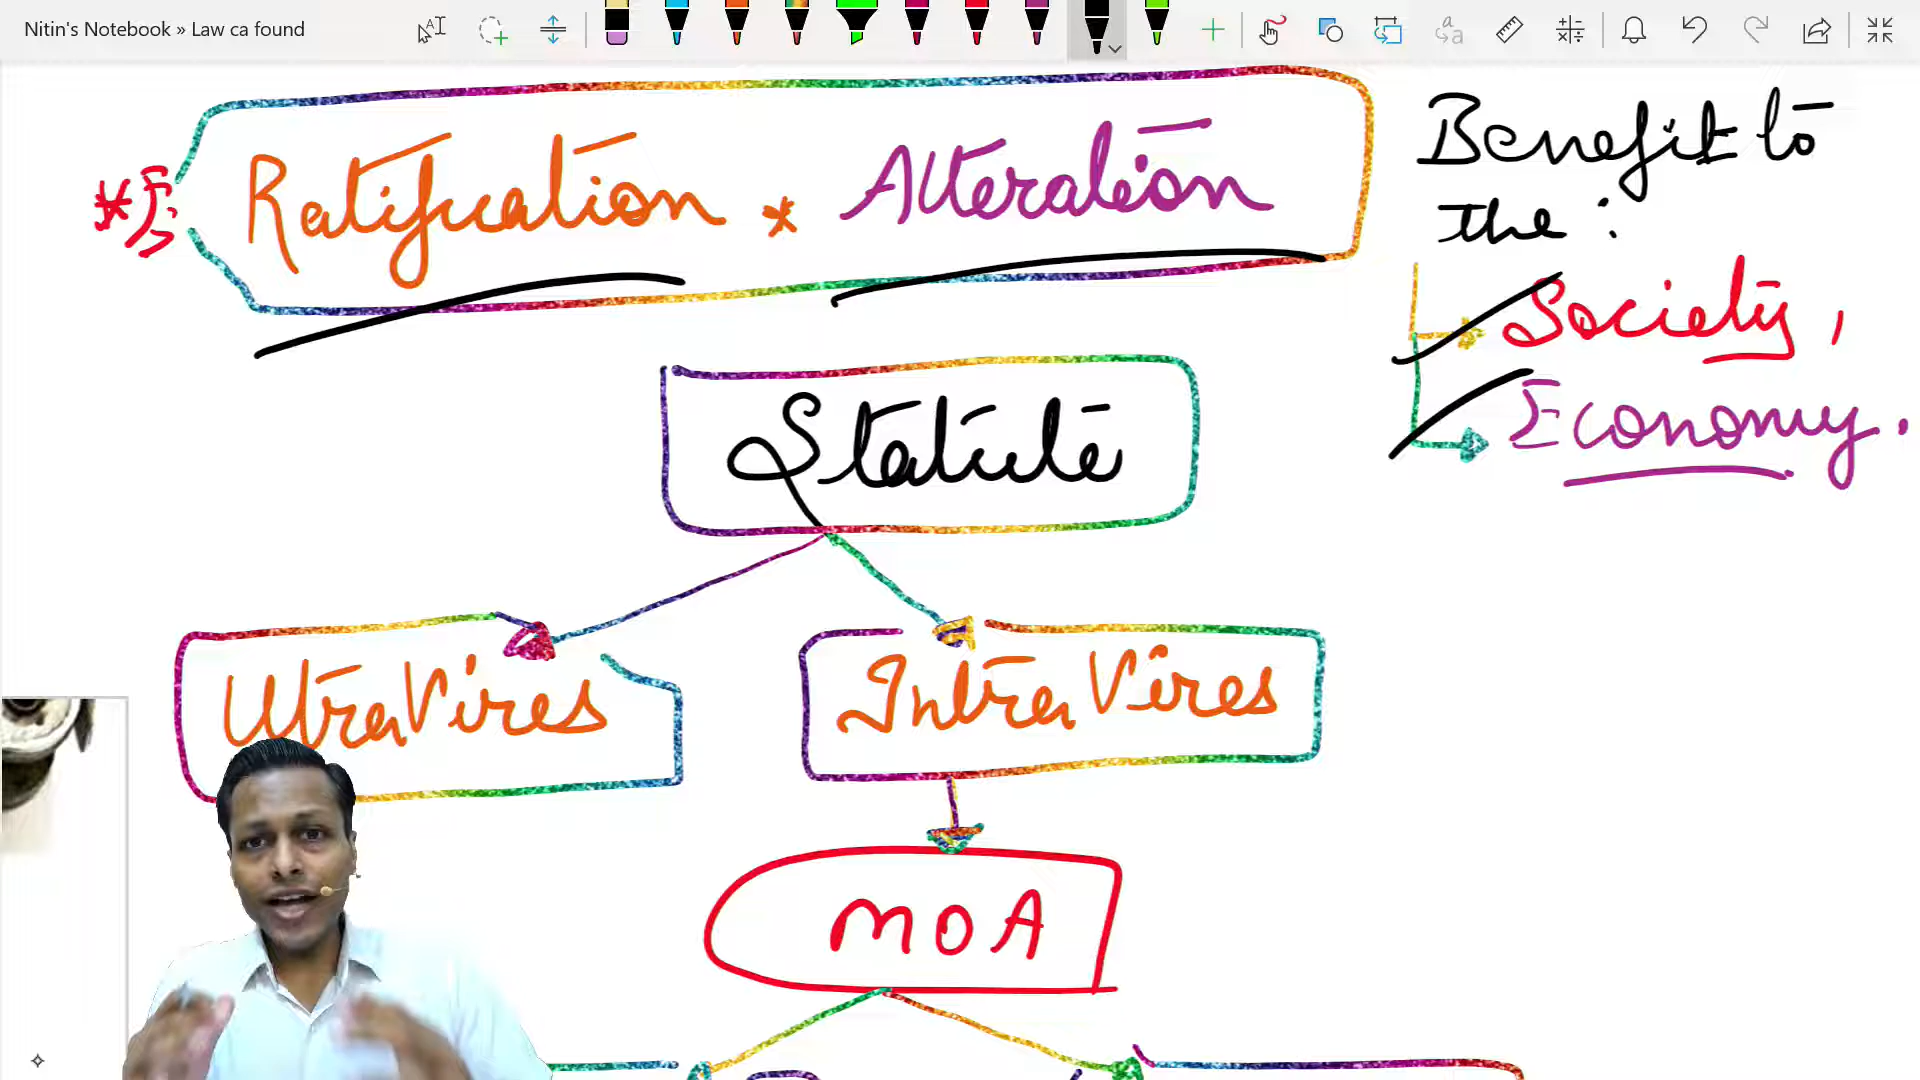 Nitin's Notebook » Law ca found
Ratification * Alteration
Benefit to
the :
Society,
Economy.
Statute
Ultra Vires
Intra Vires
MOA